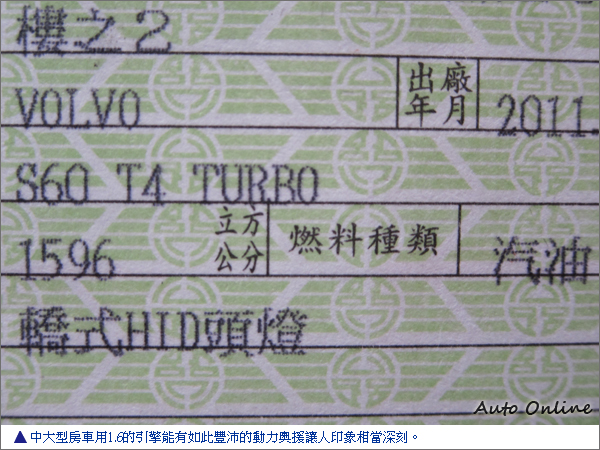 樓之2
VOLVO
出廠
年月
2011.
S60 T4 TURBO
1596
立方
公分
燃料種類
汽油
轎式HID頭燈
Auto Online
▲中大型房車用1.6的引擎能有如此豐沛的動力奧援讓人印象相當深刻。